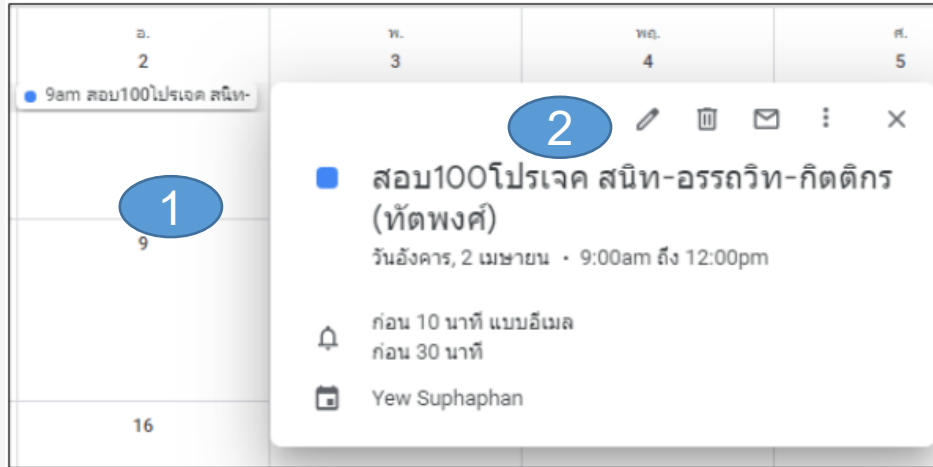 อ. พ. พฤ. ศ.
2 3 4 5
9am สอบ100โปรเจค สนิท-
2
1
สอบ100โปรเจค สนิท-อรรถวิท-กิตติกร
(ทัตพงศ์)
วันอังคาร, 2 เมษายน · 9:00am ถึง 12:00pm
9
ก่อน 10 นาที แบบอีเมล
ก่อน 30 นาที
Yew Suphaphan
16